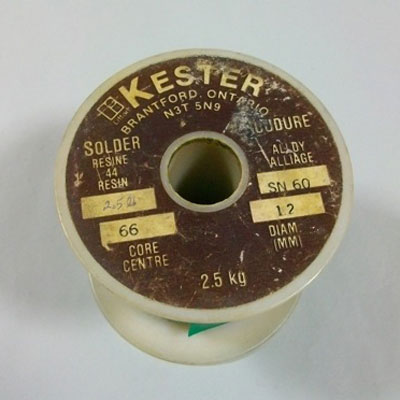 KESTER
BRANTFORD, ONTARIO
N3T 5N9
SOLDER
RESINE
44
RESIN
66
CORE
CENTRE
SOUDURE
ALLOY
ALLIAGE
SN 60
12
DIAM.
(MM)
2.5 kg